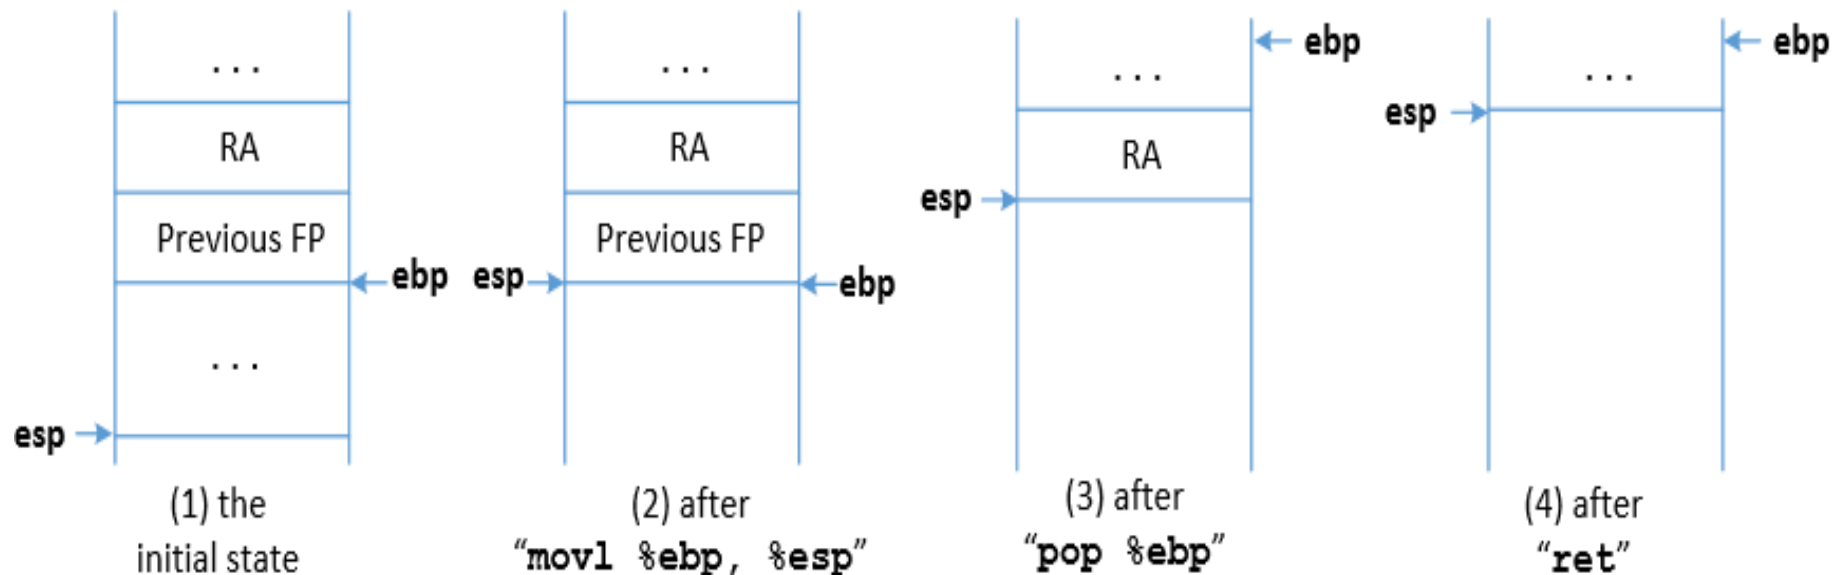 . . .
RA
Previous FP
ebp
. . .
esp
(1) the
initial state
. . .
RA
Previous FP
esp
ebp
(2) after
“movl %ebp, %esp”
ebp
. . .
RA
esp
(3) after
“pop %ebp”
ebp
. . .
esp
(4) after
“ret”